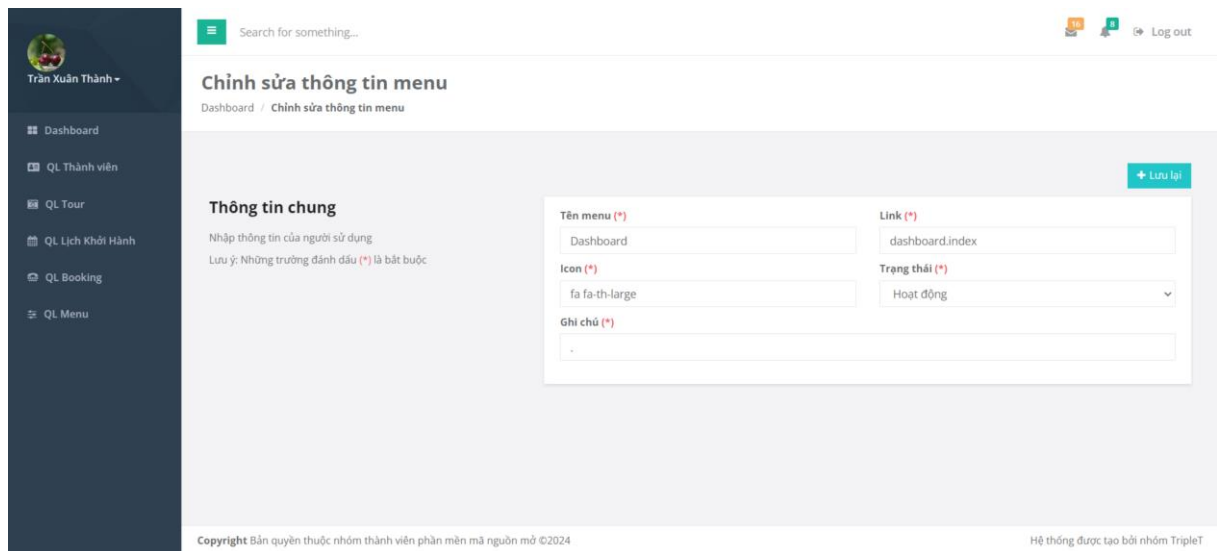 Search for something...
16
8
Log out
Trần Xuân Thành
Chỉnh sửa thông tin menu
Dashboard / Chỉnh sửa thông tin menu
Dashboard
QL Thành viên
QL Tour
QL Lịch Khởi Hành
QL Booking
QL Menu
+ Lưu lại
Thông tin chung
Nhập thông tin của người sử dụng
Lưu ý: Những trường đánh dấu (*) là bắt buộc
Tên menu (*)
Link (*)
Dashboard
dashboard.index
Icon (*)
Trạng thái (*)
fa fa-th-large
Hoạt động
Ghi chú (*)
.
Copyright Bản quyền thuộc nhóm thành viên phần mền mã nguồn mở ©2024
Hệ thống được tạo bởi nhóm TripleT